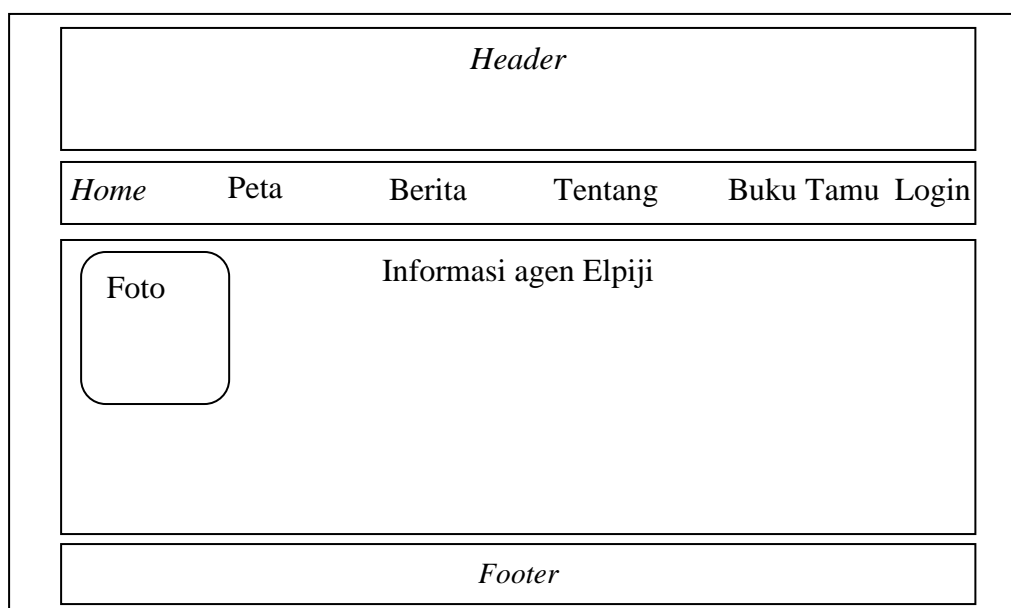 Header
Home Peta Berita Tentang Buku Tamu Login
Informasi agen Elpiji
Foto
Footer